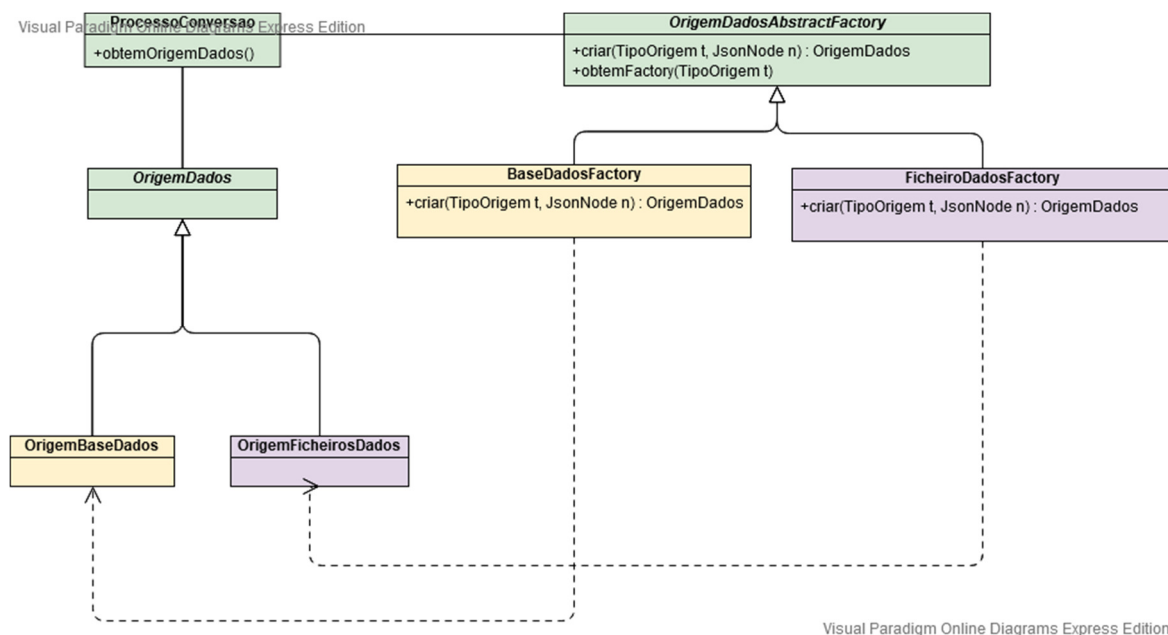 Visual Paradigm Online Diagrams Express Edition
ProcessoConversao
+obtemOrigemDados()
OrigemDadosAbstractFactory
+criar(TipoOrigem t, JsonNode n) : OrigemDados
+obtemFactory(TipoOrigem t)
OrigemDados
BaseDadosFactory
+criar(TipoOrigem t, JsonNode n) : OrigemDados
FicheiroDadosFactory
+criar(TipoOrigem t, JsonNode n) : OrigemDados
OrigemBaseDados
OrigemFicheirosDados
Visual Paradigm Online Diagrams Express Edition